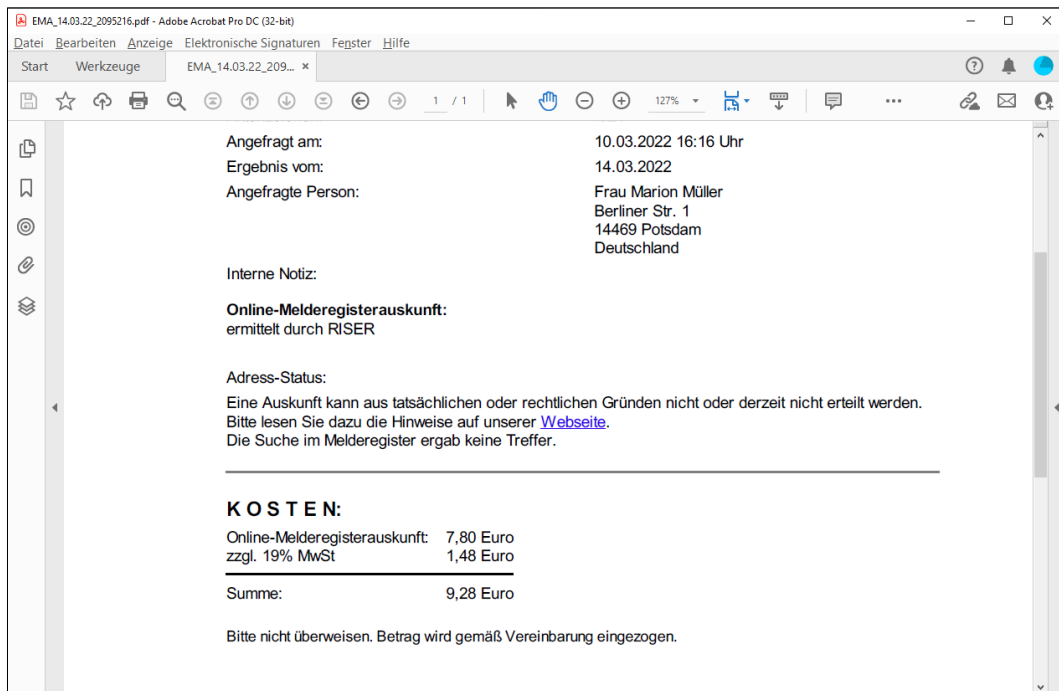 EMA_14.03.22_2095216.pdf - Adobe Acrobat Pro DC (32-bit)
Datei Bearbeiten Anzeige Elektronische Signaturen Fenster Hilfe
Start Werkzeuge EMA_14.03.22_209... ×
1 / 1 127%
Angefragt am: 10.03.2022 16:16 Uhr
Ergebnis vom: 14.03.2022
Angefragte Person: Frau Marion Müller
Berliner Str. 1
14469 Potsdam
Deutschland
Interne Notiz:
Online-Melderegisterauskunft:
ermittelt durch RISER
Adress-Status:
Eine Auskunft kann aus tatsächlichen oder rechtlichen Gründen nicht oder derzeit nicht erteilt werden.
Bitte lesen Sie dazu die Hinweise auf unserer Webseite.
Die Suche im Melderegister ergab keine Treffer.
K O S T E N:
Online-Melderegisterauskunft: 7,80 Euro
zzgl. 19% MwSt 1,48 Euro
Summe: 9,28 Euro
Bitte nicht überweisen. Betrag wird gemäß Vereinbarung eingezogen.